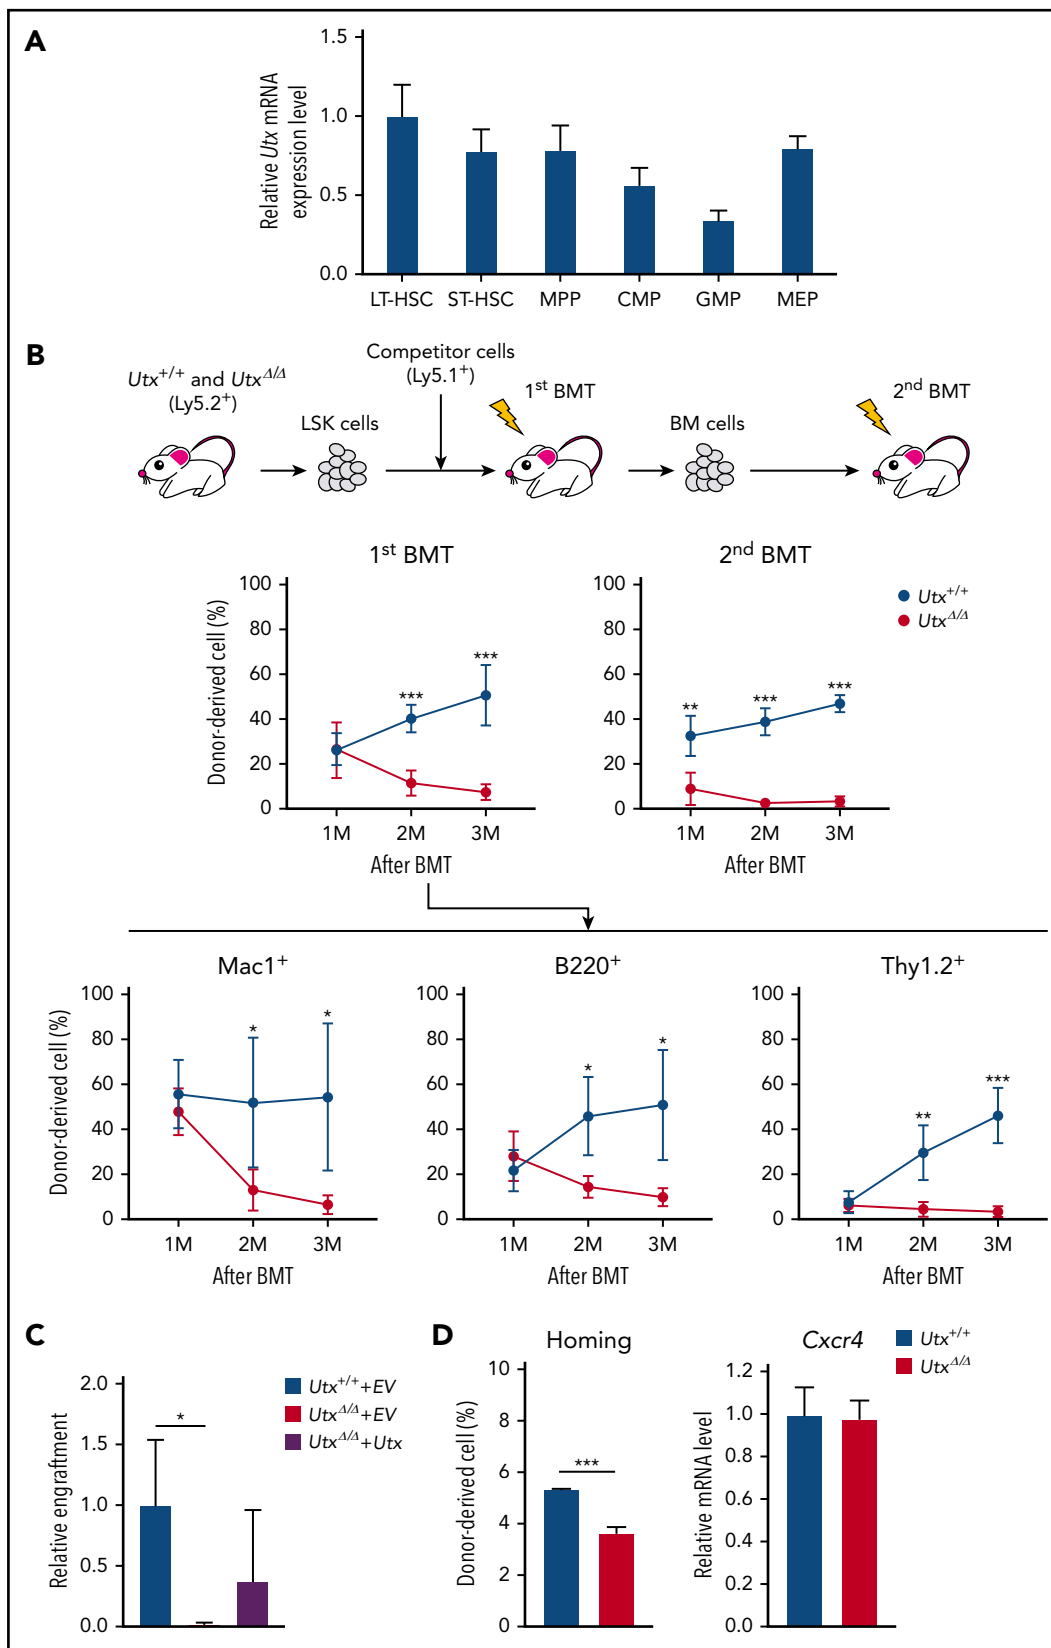 A
1.5
1.0
0.5
0.0
Relative Utx mRNA
expression level
LT-HSC ST-HSC MPP CMP GMP MEP
B
Utx+/+ and UtxΔ/Δ
(Ly5.2+)
LSK cells
Competitor cells
(Ly5.1+)
1st BMT
BM cells
2nd BMT
1st BMT
100
80
60
40
20
0
Donor-derived cell (%)
***
***
1M 2M 3M
After BMT
2nd BMT
100
80
60
40
20
0
**
***
***
1M 2M 3M
After BMT
Utx+/+
UtxΔ/Δ
Mac1+
100
80
60
40
20
0
Donor-derived cell (%)
*
*
1M 2M 3M
After BMT
B220+
100
80
60
40
20
0
*
*
1M 2M 3M
After BMT
Thy1.2+
100
80
60
40
20
0
**
***
1M 2M 3M
After BMT
C
2.0
1.5
1.0
0.5
0.0
Relative engraftment
*
Utx+/++EV
UtxΔ/Δ+EV
UtxΔ/Δ+Utx
D
Homing
10
8
6
4
2
0
Donor-derived cell (%)
***
Cxcr4
1.2
1.0
0.8
0.6
0.4
0.2
0.0
Relative mRNA level
Utx+/+
UtxΔ/Δ